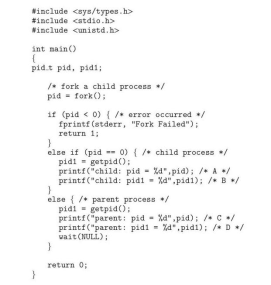 #include <sys/types.h>
#include <stdio.h>
#include <unistd.h>
int main()
{
pid.t pid, pid1;
/* fork a child process */
pid = fork();
if (pid < 0) { /* error occurred */
fprintf(stderr, "Fork Failed");
return 1;
}
else if (pid == 0) { /* child process */
pid1 = getpid();
printf("child: pid = %d",pid); /* A */
printf("child: pid1 = %d",pid1); /* B */
}
else { /* parent process */
pid1 = getpid();
printf("parent: pid = %d",pid); /* C */
printf("parent: pid1 = %d",pid1); /* D */
wait(NULL);
}
return 0;
}